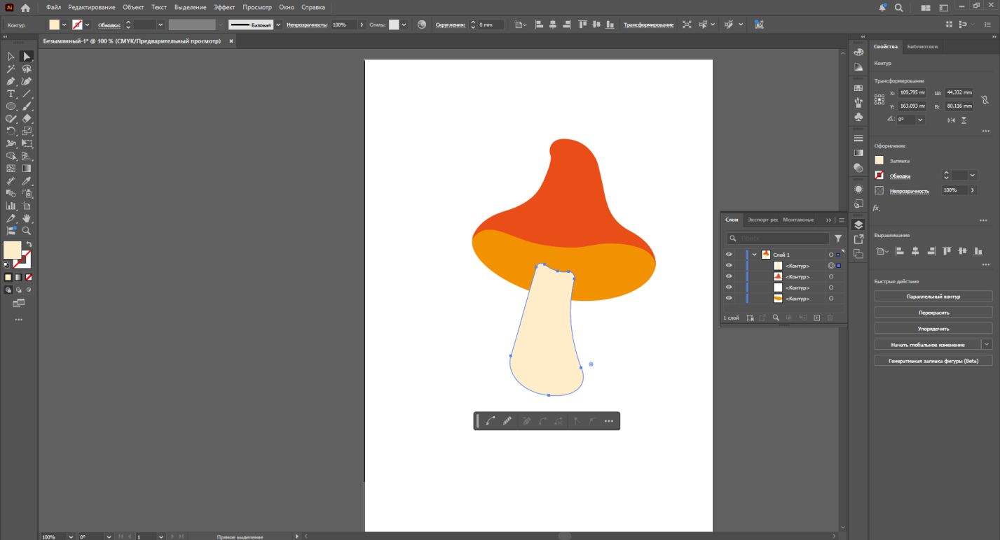 Ai Файл Редактирование Объект Текст Выделение Эффект Просмотр Окно Справка
Контур Обводка: Базовая Непрозрачность: 100% Стили: Скругления: 0 mm Трансформирование
Безымянный-1* @ 100 % (CMYK/Предварительный просмотр) ×
Свойства Библиотеки
Контур
Трансформирование
X: 109,795 mr Ш: 44,332 mm
Y: 163,093 mr В: 80,116 mm
0°
Оформление
Заливка
Обводка
Непрозрачность 100%
fx.
Выравнивание
Быстрые действия
Параллельный контур
Перекрасить
Упорядочить
Начать глобальное изменение
Генеративная заливка фигуры (Beta)
Слои Экспорт рес Монтажные
Поиск
Слой 1
<Контур>
<Контур>
<Контур>
<Контур>
1 слой
100% 0° 1 Прямое выделение